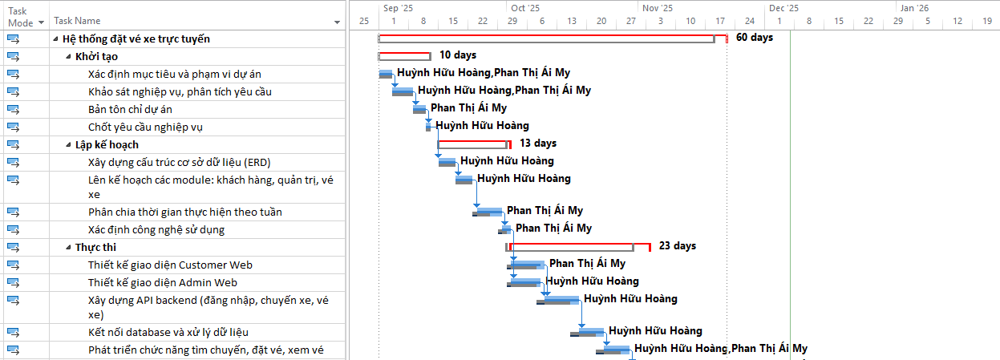 Task Mode
Task Name
Sep '25
Oct '25
Nov '25
Dec '25
Jan '26
25 1 8 15 22 29 6 13 20 27 3 10 17 24 1 8 15 22 29 5 12 19
Hệ thống đặt vé xe trực tuyến
60 days
Khởi tạo
10 days
Xác định mục tiêu và phạm vi dự án
Huỳnh Hữu Hoàng,Phan Thị Ái My
Khảo sát nghiệp vụ, phân tích yêu cầu
Huỳnh Hữu Hoàng,Phan Thị Ái My
Bản tôn chỉ dự án
Phan Thị Ái My
Chốt yêu cầu nghiệp vụ
Huỳnh Hữu Hoàng
Lập kế hoạch
13 days
Xây dựng cấu trúc cơ sở dữ liệu (ERD)
Huỳnh Hữu Hoàng
Lên kế hoạch các module: khách hàng, quản trị, vé
xe
Huỳnh Hữu Hoàng
Phân chia thời gian thực hiện theo tuần
Phan Thị Ái My
Xác định công nghệ sử dụng
Phan Thị Ái My
Thực thi
23 days
Thiết kế giao diện Customer Web
Phan Thị Ái My
Thiết kế giao diện Admin Web
Huỳnh Hữu Hoàng
Xây dựng API backend (đăng nhập, chuyến xe, vé
xe)
Huỳnh Hữu Hoàng
Kết nối database và xử lý dữ liệu
Huỳnh Hữu Hoàng
Phát triển chức năng tìm chuyến, đặt vé, xem vé
Huỳnh Hữu Hoàng,Phan Thị Ái My